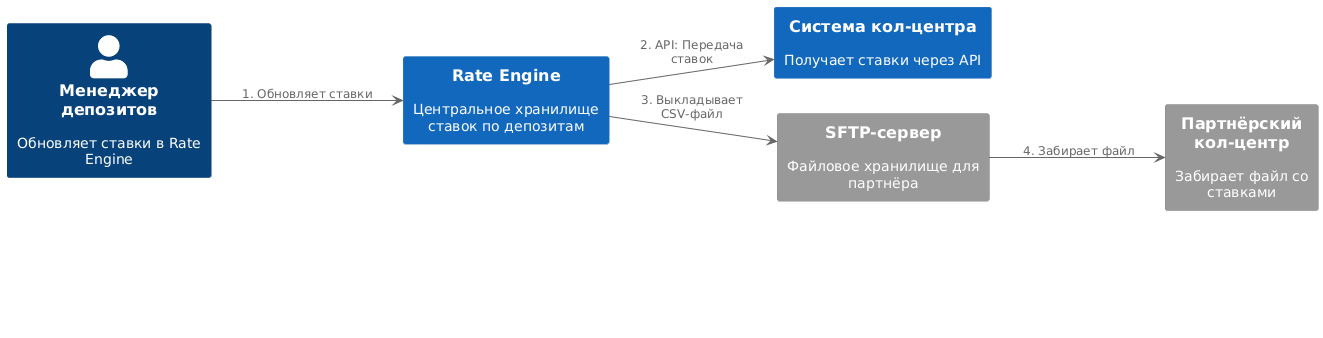 Менеджер
депозитов
Обновляет ставки в Rate
Engine
1. Обновляет ставки
Rate Engine
Центральное хранилище
ставок по депозитам
2. API: Передача
ставок
3. Выкладывает
CSV-файл
Система кол-центра
Получает ставки через API
SFTP-сервер
Файловое хранилище для
партнёра
4. Забирает файл
Партнёрский
кол-центр
Забирает файл со
ставками